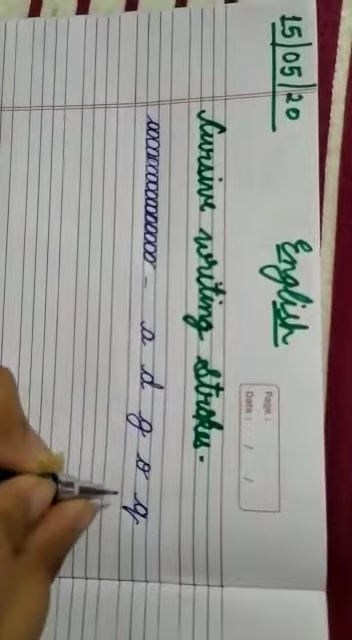 15/05/20
English
Page :
Date : / /
Cursive writing strokes.
- a d g o q